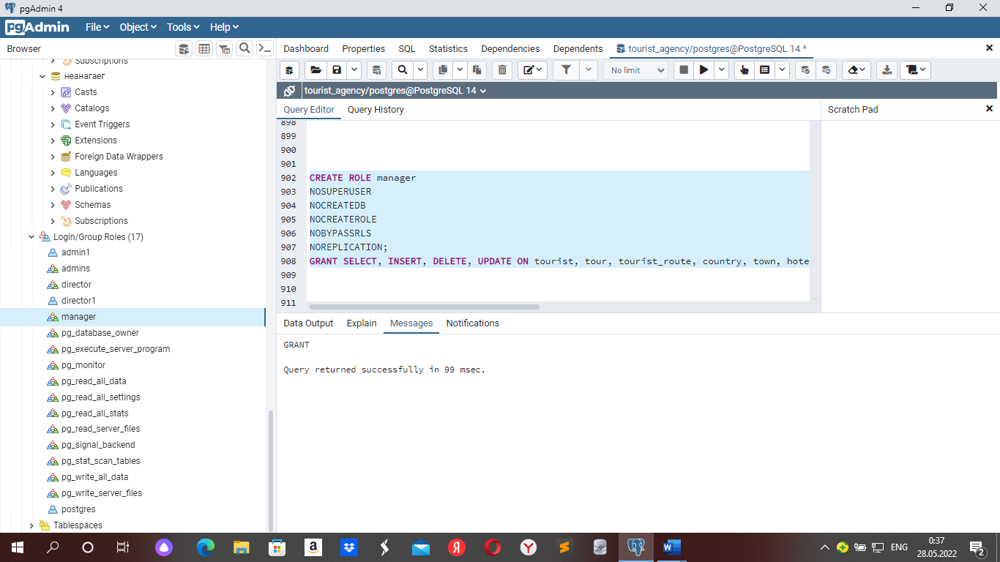 pgAdmin 4
pgAdmin
File Object Tools Help
Browser
Dashboard Properties SQL Statistics Dependencies Dependents tourist_agency/postgres@PostgreSQL 14 *
No limit
tourist_agency/postgres@PostgreSQL 14
Query Editor Query History
Scratch Pad
Subscriptions
Casts
Catalogs
Event Triggers
Extensions
Foreign Data Wrappers
Languages
Publications
Schemas
Subscriptions
Login/Group Roles (17)
admin1
admins
director
director1
manager
pg_database_owner
pg_execute_server_program
pg_monitor
pg_read_all_data
pg_read_all_settings
pg_read_all_stats
pg_read_server_files
pg_signal_backend
pg_stat_scan_tables
pg_write_all_data
pg_write_server_files
postgres
Tablespaces
898
899
900
901
902 CREATE ROLE manager
903 NOSUPERUSER
904 NOCREATEDB
905 NOCREATEROLE
906 NOBYPASSRLS
907 NOREPLICATION;
908 GRANT SELECT, INSERT, DELETE, UPDATE ON tourist, tour, tourist_route, country, town, hote
909
910
911
Data Output Explain Messages Notifications
GRANT
Query returned successfully in 99 msec.
ENG
0:37
28.05.2022
2